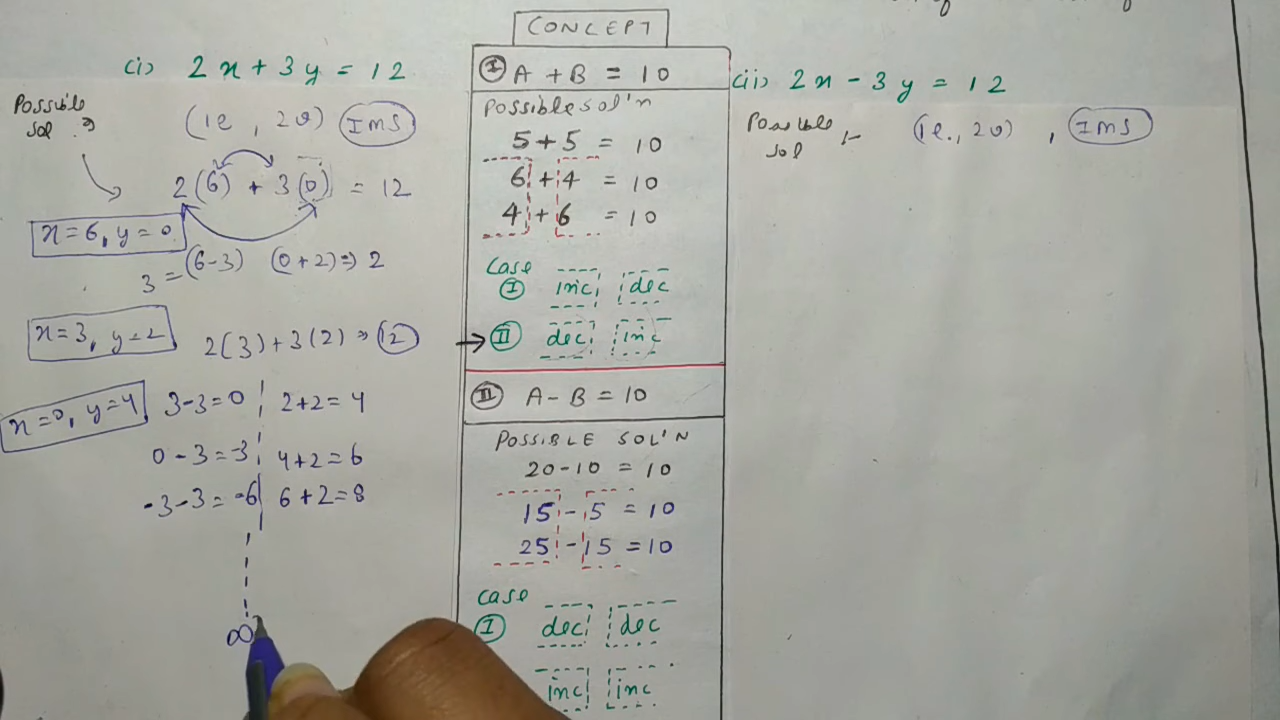 (i) 2x + 3y = 12
Possible
sol :→
(1e , 20) IMS
2(6) + 3(0) = 12
x=6, y=0
3 = (6-3) (0+2) ⇒ 2
x=3, y=2
2(3)+3(2) ⇒ 12
x=0, y=4
3-3=0 2+2=4
0-3=-3 4+2=6
-3-3=-6 6+2=8
∞
CONCEPT
I A + B = 10
Possible sol'n
5+5 = 10
6+4 = 10
4+6 = 10
Case
I inc dec
→ II dec inc
II A - B = 10
POSSIBLE SOL'N
20-10 = 10
15-5 = 10
25-15 = 10
Case
I dec dec
inc inc
(ii) 2x - 3y = 12
Possible
sol :-
(1e., 20) , IMS